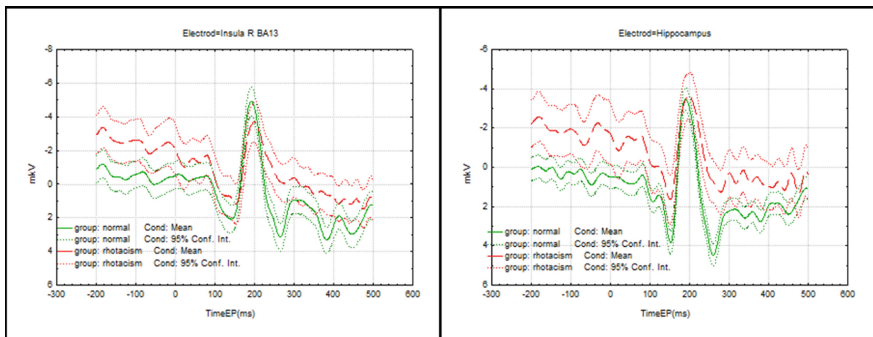 Electrod=Insula R BA13
-8
-6
-4
-2
0
2
4
6
mkV
group: normal Cond: Mean
group: normal Cond: 95% Conf. Int.
group: rhotacism Cond: Mean
group: rhotacism Cond: 95% Conf. Int.
-300 -200 -100 0 100 200 300 400 500 600
TimeEP(ms)
Electrod=Hippocampus
-6
-4
-2
0
2
4
6
mkV
group: normal Cond: Mean
group: normal Cond: 95% Conf. Int.
group: rhotacism Cond: Mean
group: rhotacism Cond: 95% Conf. Int.
-300 -200 -100 0 100 200 300 400 500 600
TimeEP(ms)